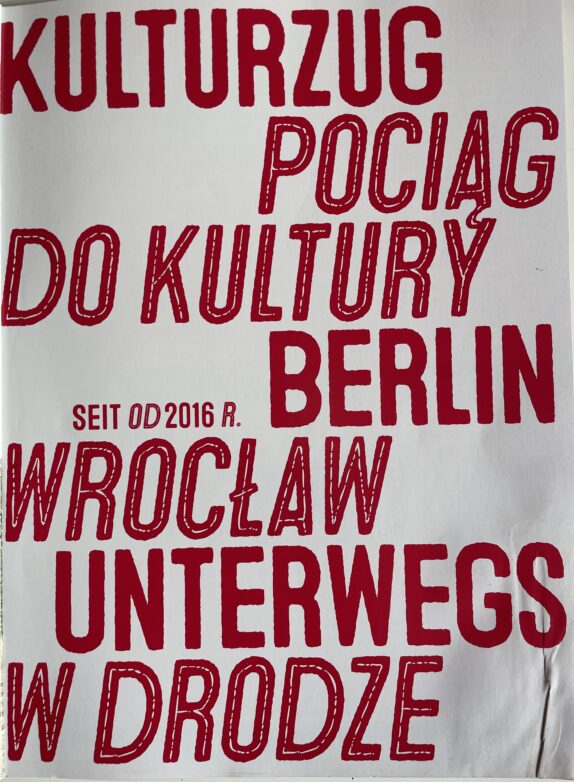 KULTURZUG
POCIĄG
DO KULTURY
BERLIN
SEIT OD 2016 R.
WROCŁAW
UNTERWEGS
W DRODZE